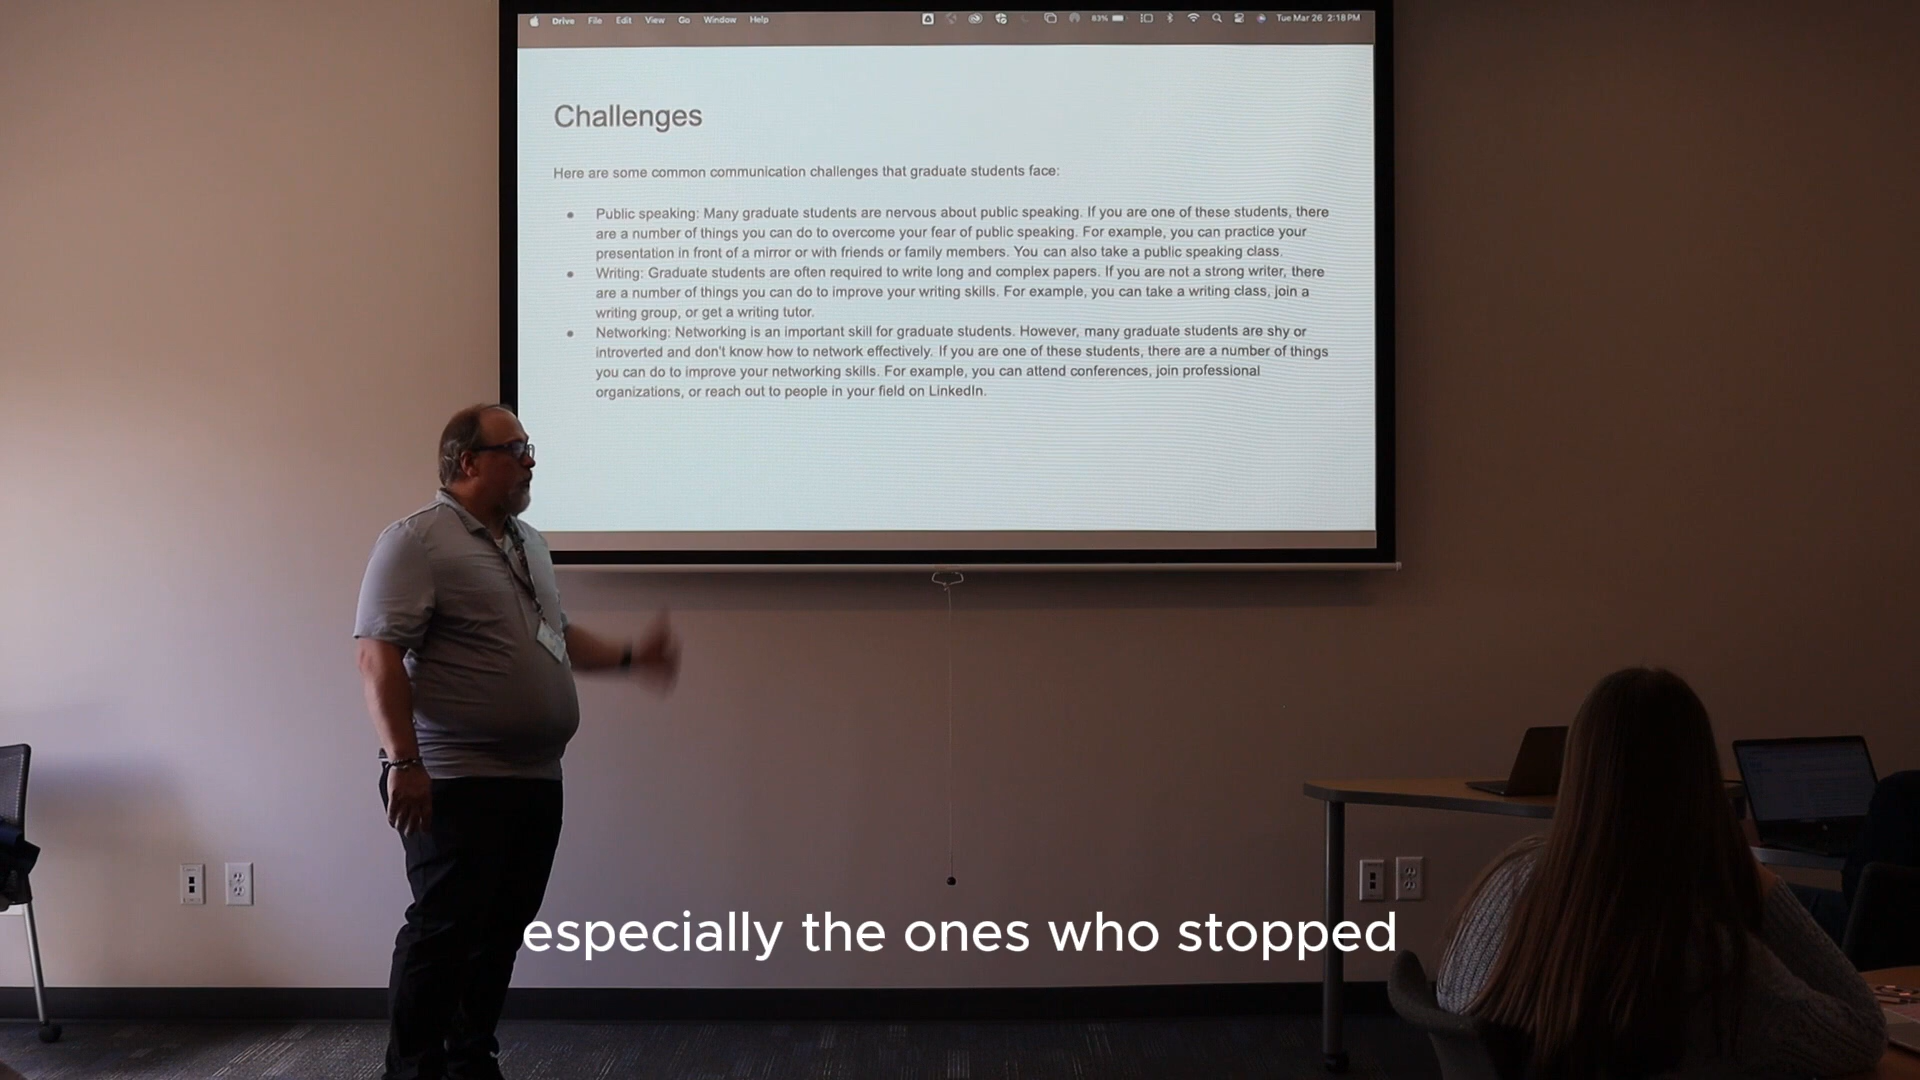 Drive File Edit View Go Window Help 83% Tue Mar 26 2:18 PM
Challenges
Here are some common communication challenges that graduate students face:
● Public speaking: Many graduate students are nervous about public speaking. If you are one of these students, there
are a number of things you can do to overcome your fear of public speaking. For example, you can practice your
presentation in front of a mirror or with friends or family members. You can also take a public speaking class.
● Writing: Graduate students are often required to write long and complex papers. If you are not a strong writer, there
are a number of things you can do to improve your writing skills. For example, you can take a writing class, join a
writing group, or get a writing tutor.
● Networking: Networking is an important skill for graduate students. However, many graduate students are shy or
introverted and don't know how to network effectively. If you are one of these students, there are a number of things
you can do to improve your networking skills. For example, you can attend conferences, join professional
organizations, or reach out to people in your field on LinkedIn.
especially the ones who stopped